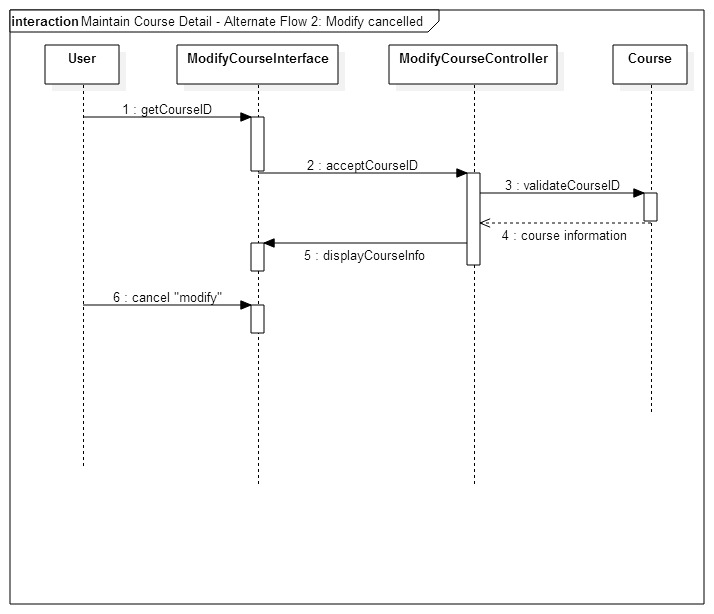 interaction Maintain Course Detail - Alternate Flow 2: Modify cancelled
User
ModifyCourseInterface
ModifyCourseController
Course
1 : getCourseID
2 : acceptCourseID
3 : validateCourseID
4 : course information
5 : displayCourseInfo
6 : cancel "modify"